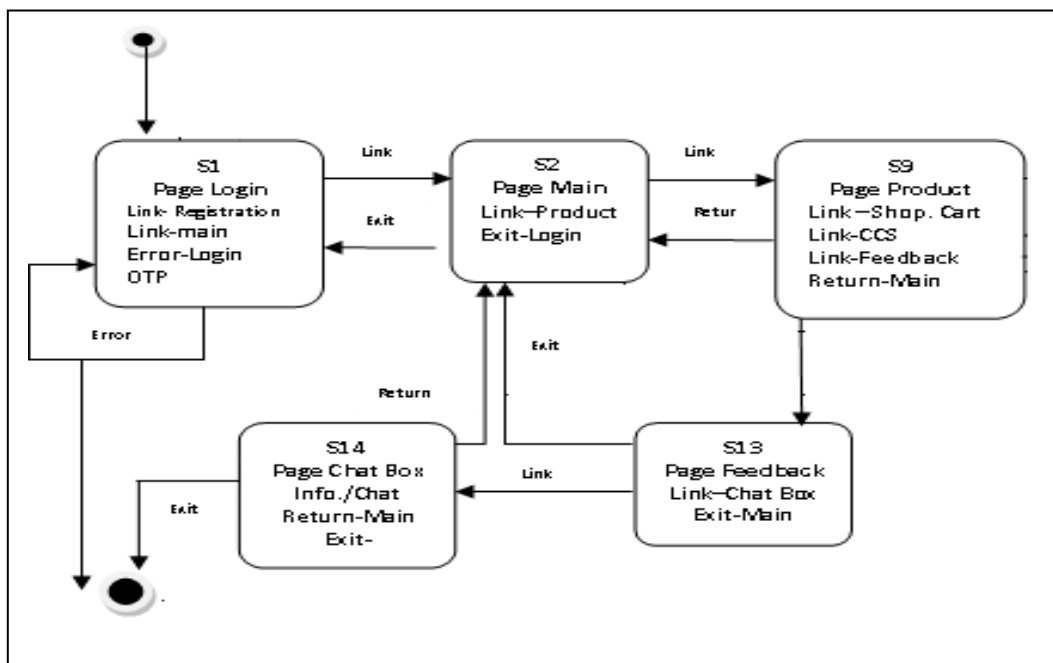 S1
Page Login
Link- Registration
Link-main
Error-Login
OTP
Link
Exit
S2
Page Main
Link-Product
Exit-Login
Link
Retur
S9
Page Product
Link-Shop. Cart
Link-CCS
Link-Feedback
Return-Main
Error
Exit
Return
S14
Page Chat Box
Info./Chat
Return-Main
Exit-
Exit
Link
S13
Page Feedback
Link-Chat Box
Exit-Main